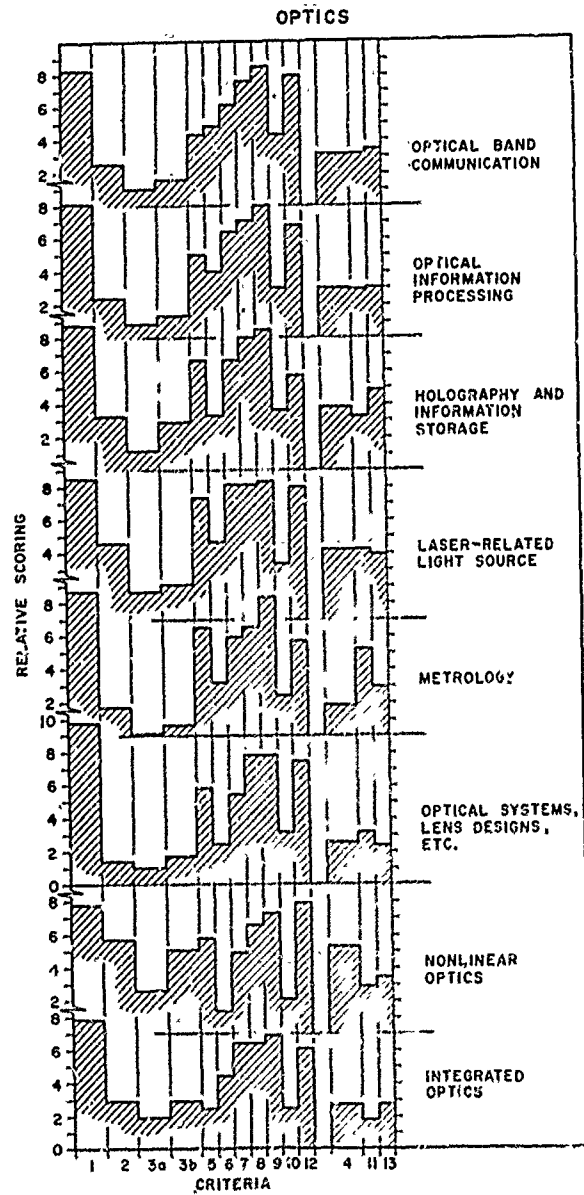 OPTICS
8
6
4
2
OPTICAL BAND
COMMUNICATION
8
6
4
2
OPTICAL
INFORMATION
PROCESSING
8
6
4
2
HOLOGRAPHY AND
INFORMATION
STORAGE
8
6
4
LASER-RELATED
LIGHT SOURCE
RELATIVE SCORING
8
6
4
2
METROLOGY
10
8
6
4
2
0
OPTICAL SYSTEMS,
LENS DESIGNS,
ETC.
8
6
4
2
NONLINEAR
OPTICS
8
6
4
2
0
INTEGRATED
OPTICS
1 2 3a 3b 5 6 7 8 9 10 12 4 11 13
CRITERIA